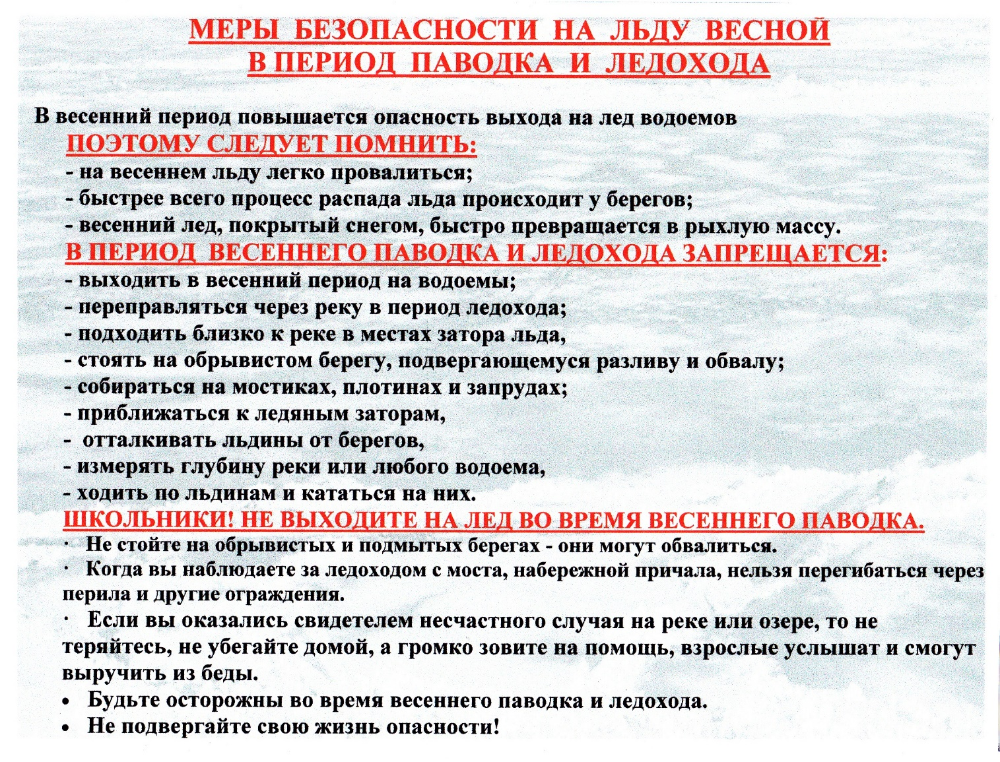 МЕРЫ БЕЗОПАСНОСТИ НА ЛЬДУ ВЕСНОЙ
В ПЕРИОД ПАВОДКА И ЛЕДОХОДА
В весенний период повышается опасность выхода на лед водоемов
ПОЭТОМУ СЛЕДУЕТ ПОМНИТЬ:
- на весеннем льду легко провалиться;
- быстрее всего процесс распада льда происходит у берегов;
- весенний лед, покрытый снегом, быстро превращается в рыхлую массу.
В ПЕРИОД ВЕСЕННЕГО ПАВОДКА И ЛЕДОХОДА ЗАПРЕЩАЕТСЯ:
- выходить в весенний период на водоемы;
- переправляться через реку в период ледохода;
- подходить близко к реке в местах затора льда,
- стоять на обрывистом берегу, подвергающемуся разливу и обвалу;
- собираться на мостиках, плотинах и запрудах;
- приближаться к ледяным заторам,
- отталкивать льдины от берегов,
- измерять глубину реки или любого водоема,
- ходить по льдинам и кататься на них.
ШКОЛЬНИКИ! НЕ ВЫХОДИТЕ НА ЛЕД ВО ВРЕМЯ ВЕСЕННЕГО ПАВОДКА.
· Не стойте на обрывистых и подмытых берегах - они могут обвалиться.
· Когда вы наблюдаете за ледоходом с моста, набережной причала, нельзя перегибаться через
перила и другие ограждения.
· Если вы оказались свидетелем несчастного случая на реке или озере, то не
теряйтесь, не убегайте домой, а громко зовите на помощь, взрослые услышат и смогут
выручить из беды.
• Будьте осторожны во время весеннего паводка и ледохода.
• Не подвергайте свою жизнь опасности!